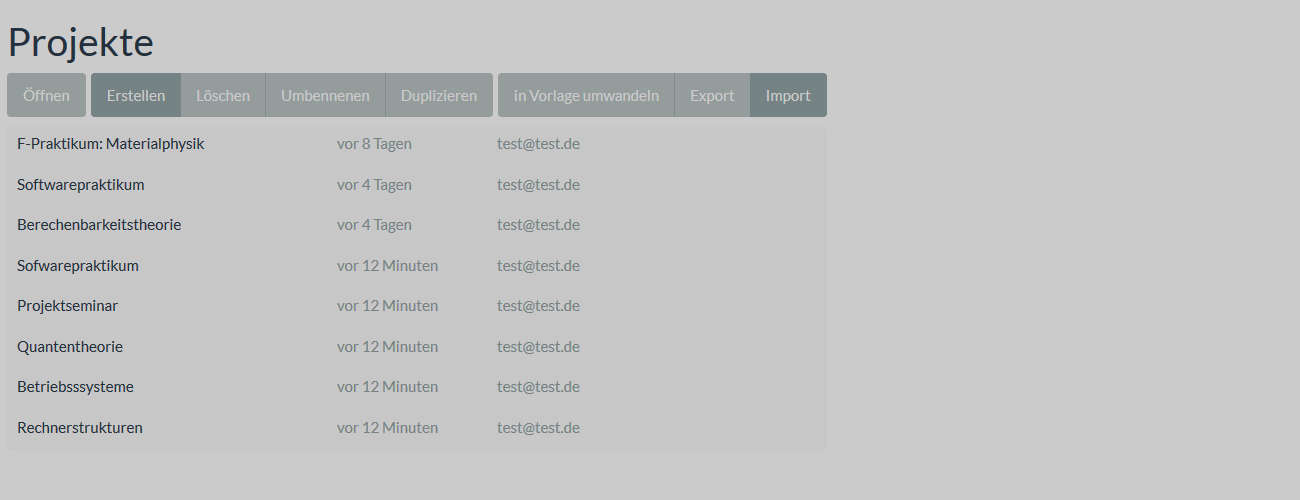 Projekte
Öffnen Erstellen Löschen Umbennenen Duplizieren in Vorlage umwandeln Export Import
F-Praktikum: Materialphysik vor 8 Tagen test@test.de
Softwarepraktikum vor 4 Tagen test@test.de
Berechenbarkeitstheorie vor 4 Tagen test@test.de
Sofwarepraktikum vor 12 Minuten test@test.de
Projektseminar vor 12 Minuten test@test.de
Quantentheorie vor 12 Minuten test@test.de
Betriebsssysteme vor 12 Minuten test@test.de
Rechnerstrukturen vor 12 Minuten test@test.de